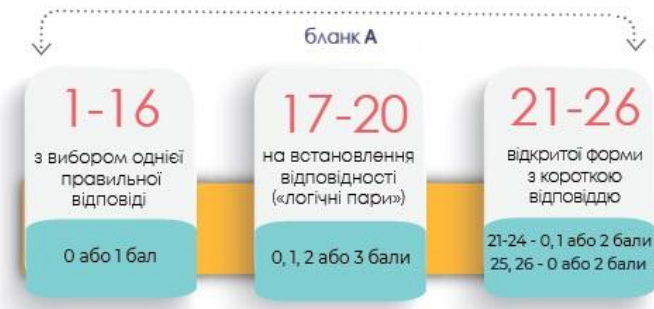 бланк А
1-16
з вибором однієї
правильної
відповіді
0 або 1 бал
17-20
на встановлення
відповідності
(«логічні пари»)
0, 1, 2 або 3 бали
21-26
відкритої форми
з короткою
відповіддю
21-24 - 0, 1 або 2 бали
25, 26 - 0 або 2 бали